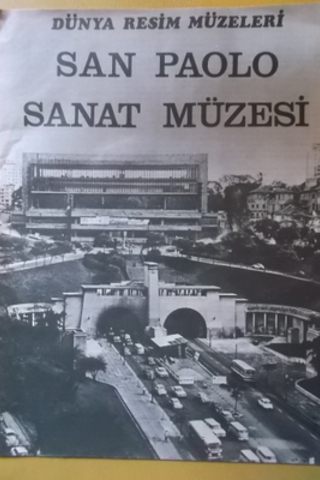 DÜNYA RESİM MÜZELERİ
SAN PAOLO
SANAT MÜZESİ